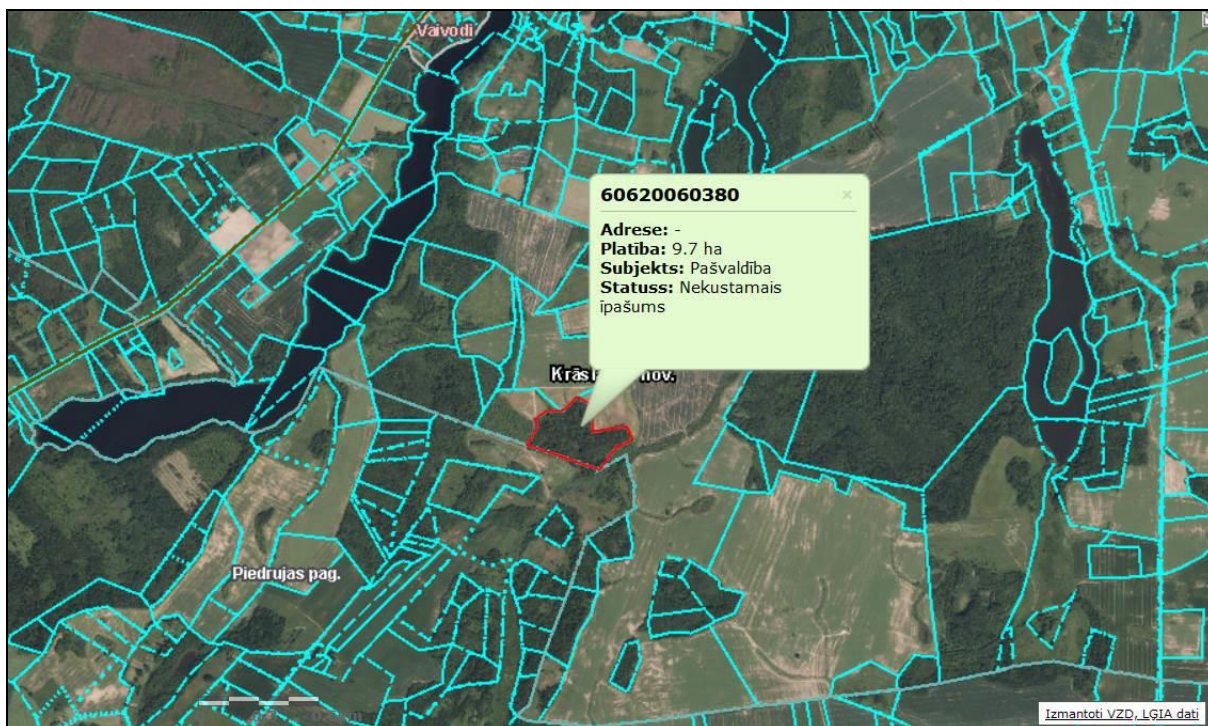 Vaivodi
60620060380
Adrese: -
Platība: 9.7 ha
Subjekts: Pašvaldība
Statuss: Nekustamais
īpašums
nov.
Piedrujas pag.
Izmantoti VZD, LĢIA dati